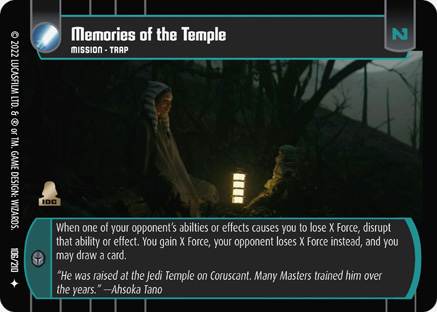 Memories of the Temple
MISSION · TRAP
N
© 2022 LUCASFILM LTD. & ® or TM. GAME DESIGN: WIZARDS.
106/210
IDC
When one of your opponent's abilties or effects causes you to lose X Force, disrupt
that ability or effect. You gain X Force, your opponent loses X Force instead, and you
may draw a card.
"He was raised at the Jedi Temple on Coruscant. Many Masters trained him over
the years." —Ahsoka Tano